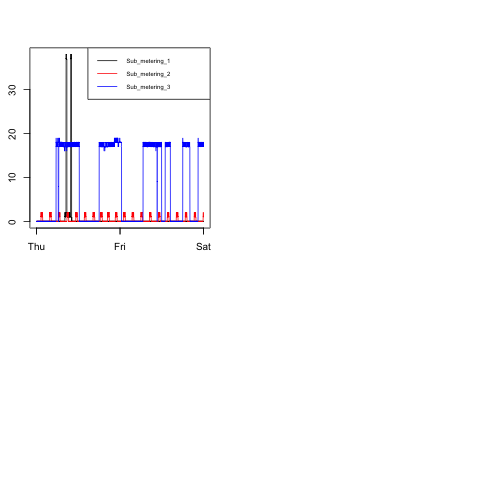 Sub_metering_1
Sub_metering_2
Sub_metering_3
30
20
10
0
Thu Fri Sat